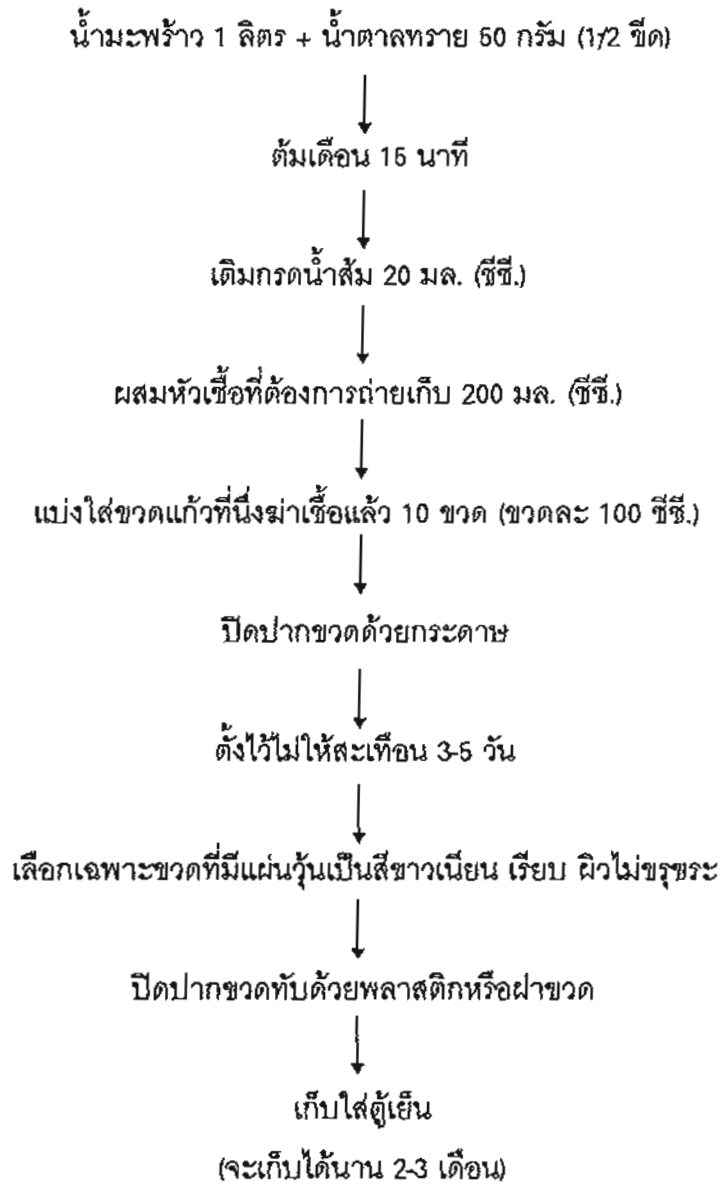 น้ำมะพร้าว 1 ลิตร + น้ำตาลทราย 50 กรัม (1/2 ขีด)
ต้มเดือน 15 นาที
เติมกรดน้ำส้ม 20 มล. (ซีซี.)
ผสมหัวเชื้อที่ต้องการถ่ายเก็บ 200 มล. (ซีซี.)
แบ่งใส่ขวดแก้วที่นึ่งฆ่าเชื้อแล้ว 10 ขวด (ขวดละ 100 ซีซี.)
ปิดปากขวดด้วยกระดาษ
ตั้งไว้ไม่ให้สะเทือน 3-5 วัน
เลือกเฉพาะขวดที่มีแผ่นวุ้นเป็นสีขาวเนียน เรียบ ผิวไม่ขรุขระ
ปิดปากขวดทับด้วยพลาสติกหรือฝาขวด
เก็บใส่ตู้เย็น
(จะเก็บได้นาน 2-3 เดือน)